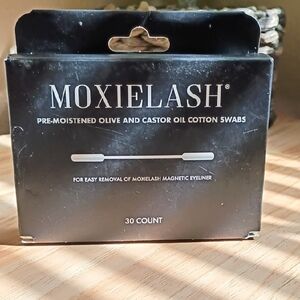 MOXIELASH®
PRE-MOISTENED OLIVE AND CASTOR OIL COTTON SWABS
FOR EASY REMOVAL OF MOXIELASH MAGNETIC EYELINER
30 COUNT